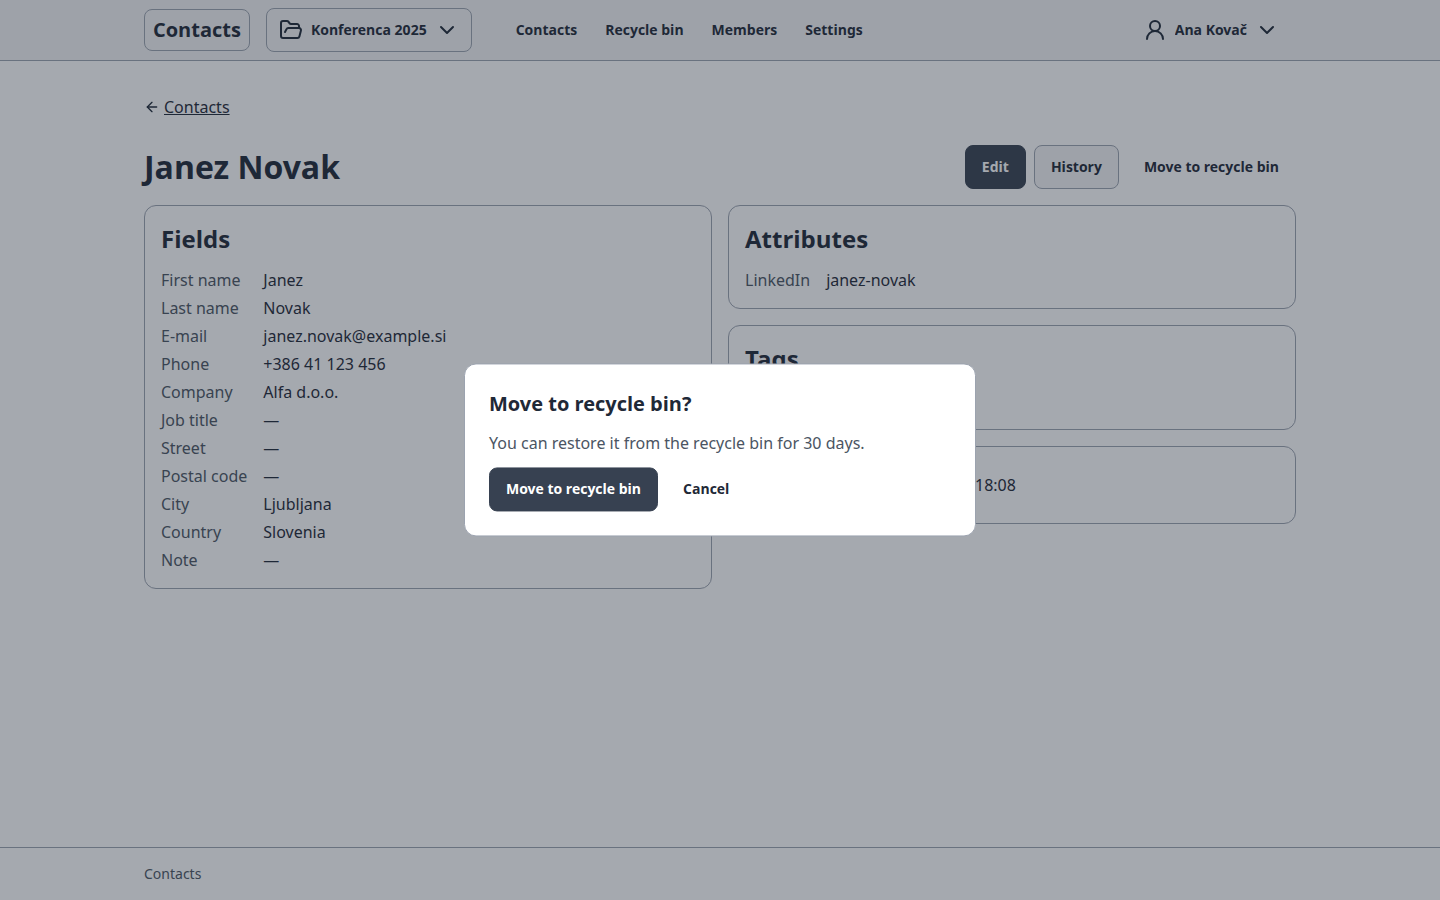 Contacts
Konferenca 2025
Contacts
Recycle bin
Members
Settings
Ana Kovač
Contacts
Janez Novak
Edit
History
Move to recycle bin
Fields
First name Janez
Last name Novak
E-mail janez.novak@example.si
Phone +386 41 123 456
Company Alfa d.o.o.
Job title —
Street —
Postal code —
City Ljubljana
Country Slovenia
Note —
Attributes
LinkedIn janez-novak
Tags
18:08
Move to recycle bin?
You can restore it from the recycle bin for 30 days.
Move to recycle bin
Cancel
Contacts